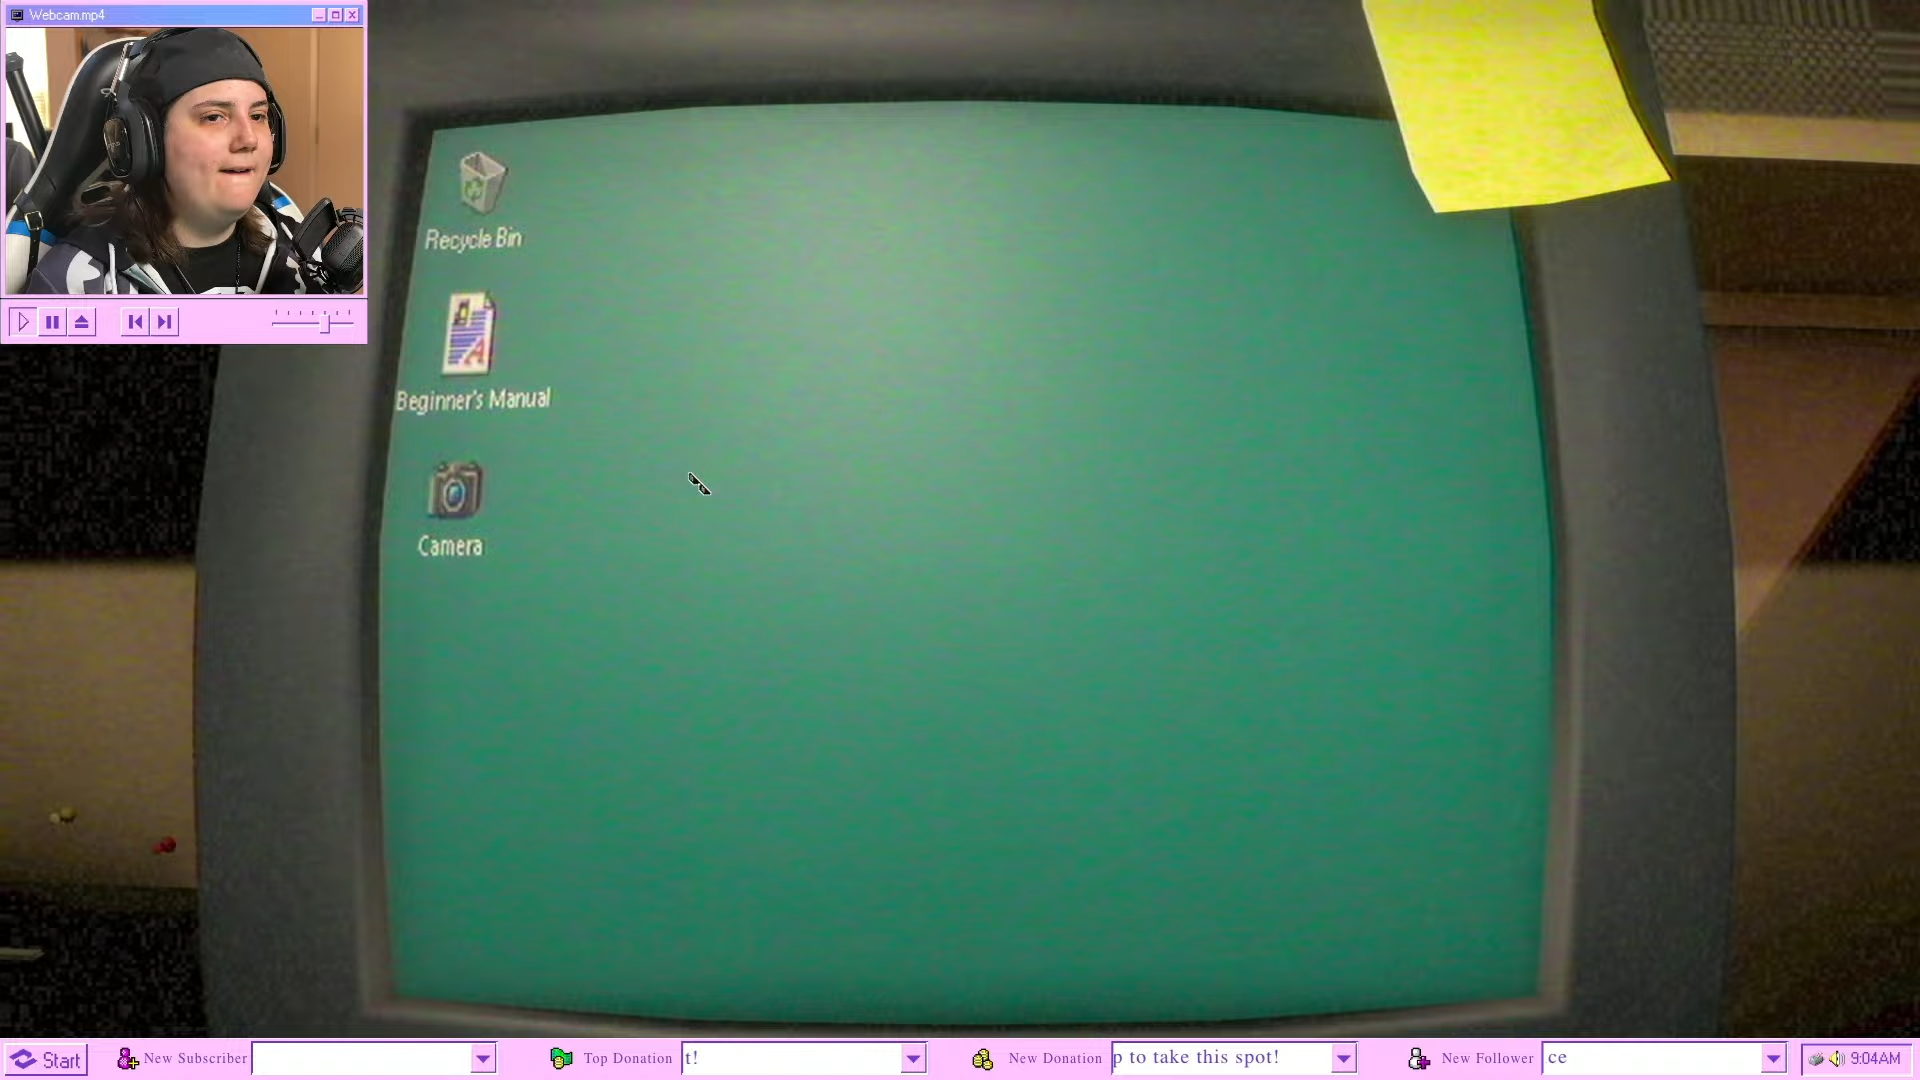 Webcam.mp4
Recycle Bin
Beginner's Manual
Camera
Start
New Subscriber
Top Donation
t!
New Donation
p to take this spot!
New Follower
ce
9:04AM